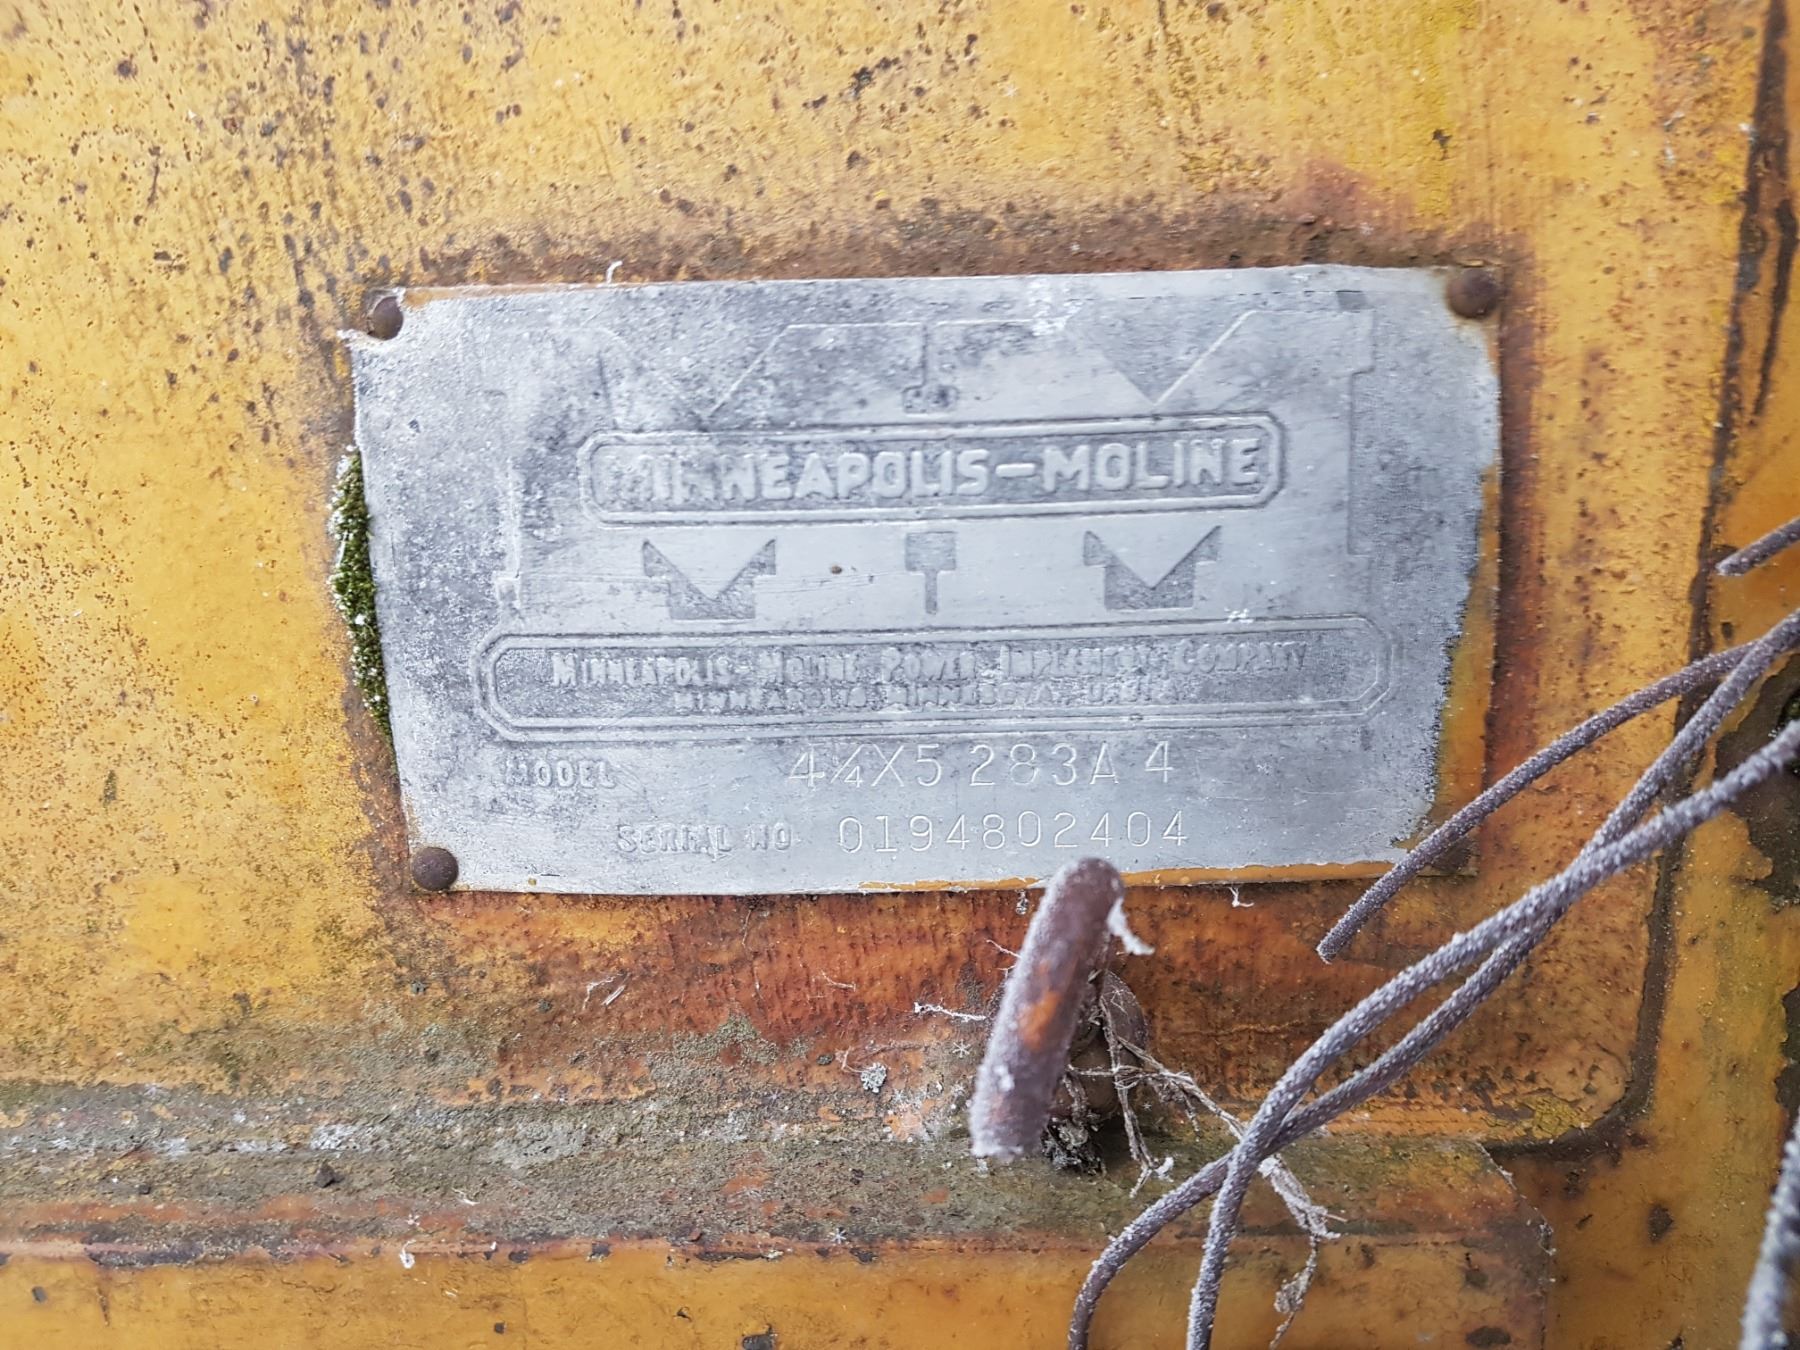 MINNEAPOLIS-MOLINE
MINNEAPOLIS-MOLINE POWER IMPLEMENT COMPANY
MINNEAPOLIS, MINNESOTA, U.S.A.
MODEL 4¼X5 283A 4
SERIAL NO 0194802404